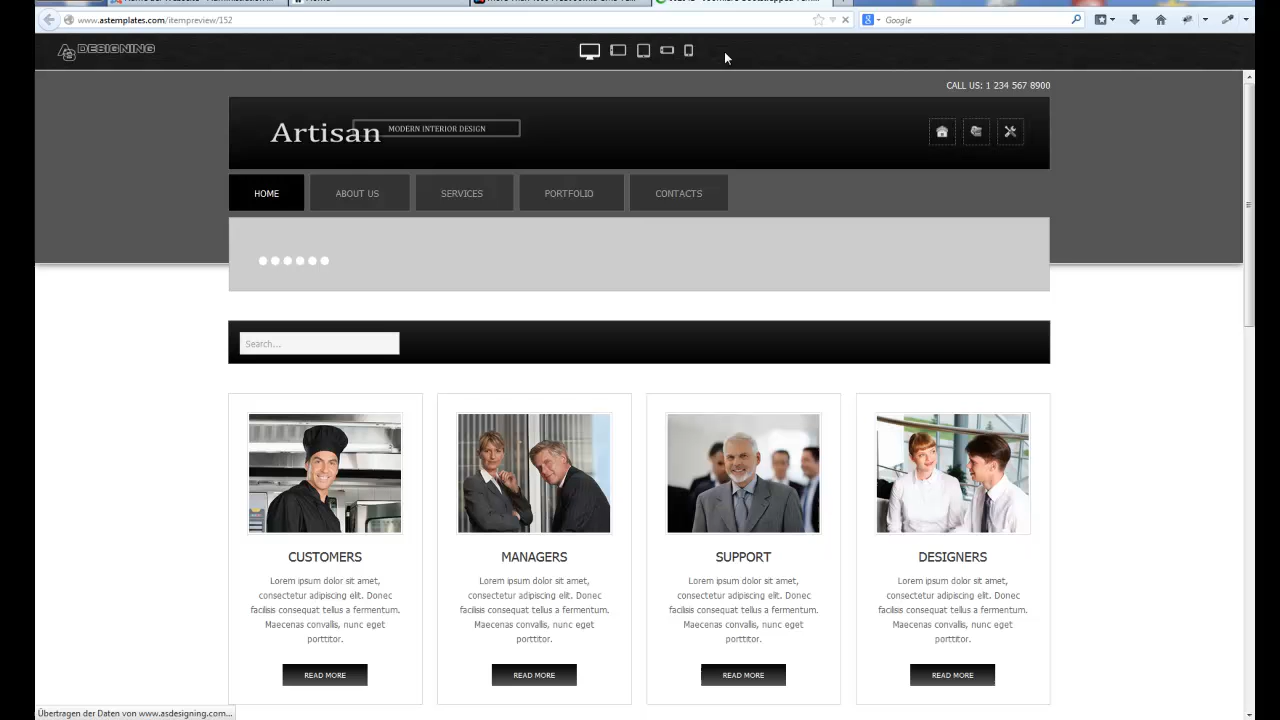 www.astemplates.com/itempreview/152
Google
DESIGNING
CALL US: 1 234 567 8900
Artisan
MODERN INTERIOR DESIGN
HOME
ABOUT US
SERVICES
PORTFOLIO
CONTACTS
Search...
CUSTOMERS
Lorem ipsum dolor sit amet,
consectetur adipiscing elit. Donec
facilisis consequat tellus a fermentum.
Maecenas convallis, nunc eget
porttitor.
READ MORE
MANAGERS
Lorem ipsum dolor sit amet,
consectetur adipiscing elit. Donec
facilisis consequat tellus a fermentum.
Maecenas convallis, nunc eget
porttitor.
READ MORE
SUPPORT
Lorem ipsum dolor sit amet,
consectetur adipiscing elit. Donec
facilisis consequat tellus a fermentum.
Maecenas convallis, nunc eget
porttitor.
READ MORE
DESIGNERS
Lorem ipsum dolor sit amet,
consectetur adipiscing elit. Donec
facilisis consequat tellus a fermentum.
Maecenas convallis, nunc eget
porttitor.
READ MORE
Übertragen der Daten von www.asdesigning.com...